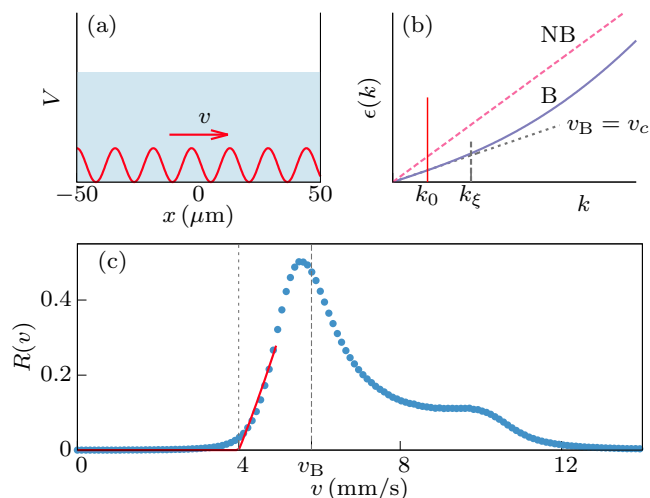 (a)
V
v
−50
0
50
x (μm)
(b)
NB
B
ϵ(k)
v_B = v_c
k_0
k_ξ
k
(c)
R(v)
0.4
0.2
0
0
4
v_B
8
12
v (mm/s)